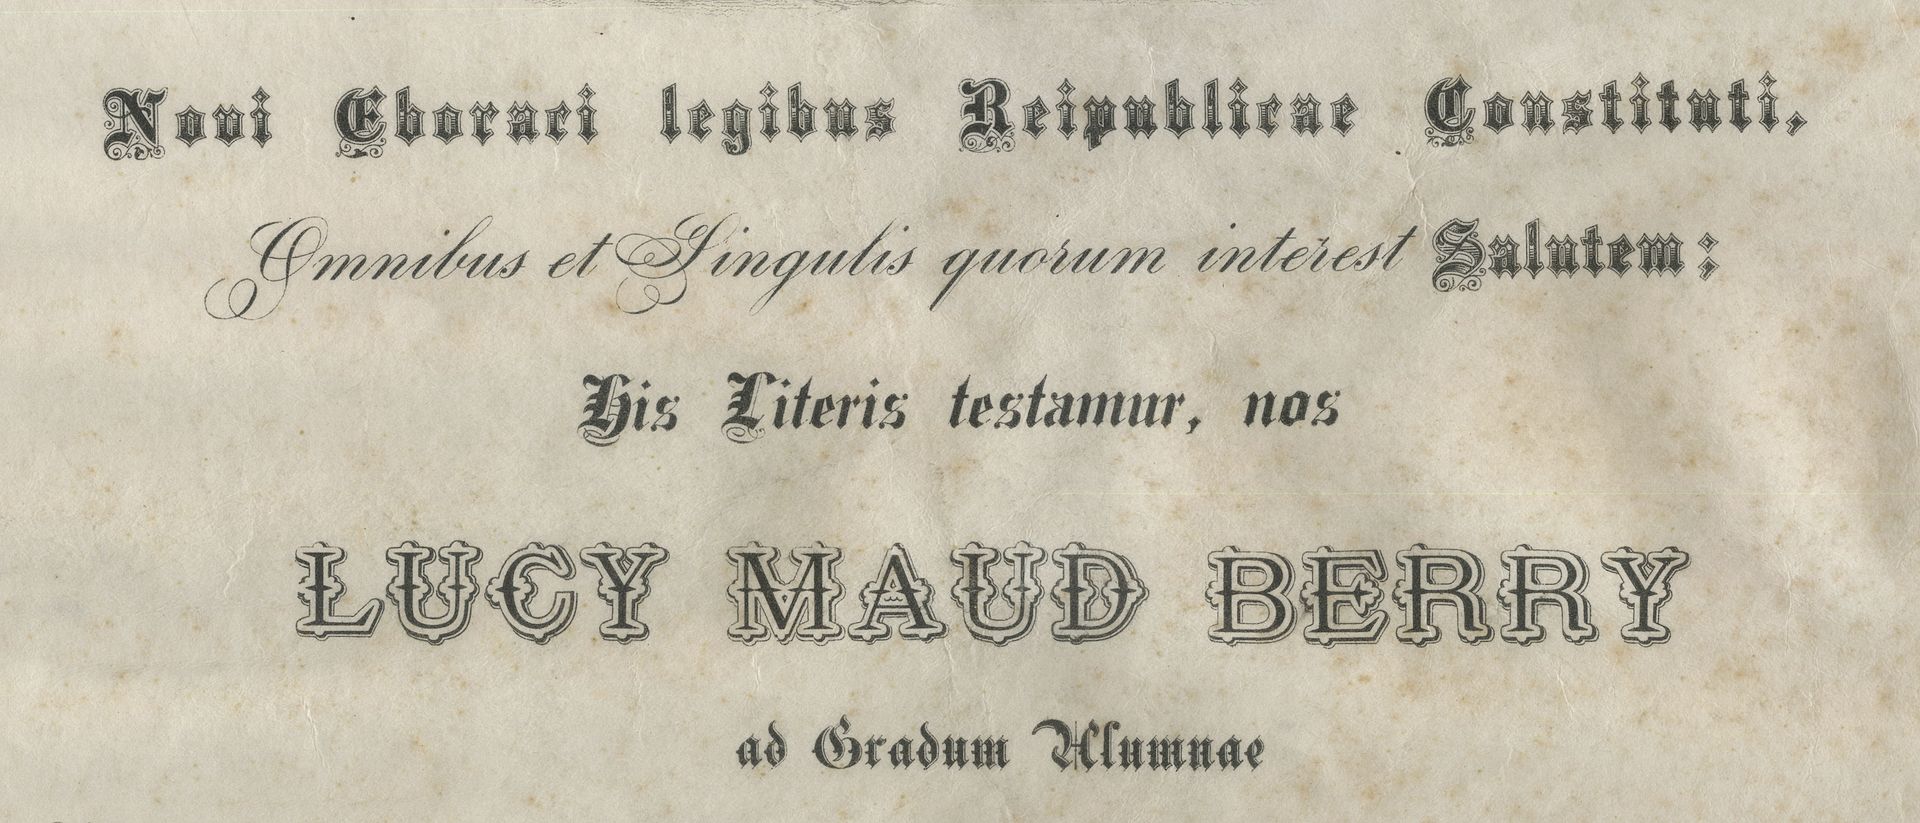 Novi Eboraci legibus Reipublicae Constituti,
Omnibus et Singulis quorum interest Salutem;
His Literis testamur, nos
LUCY MAUD BERRY
ad Gradum Alumnae